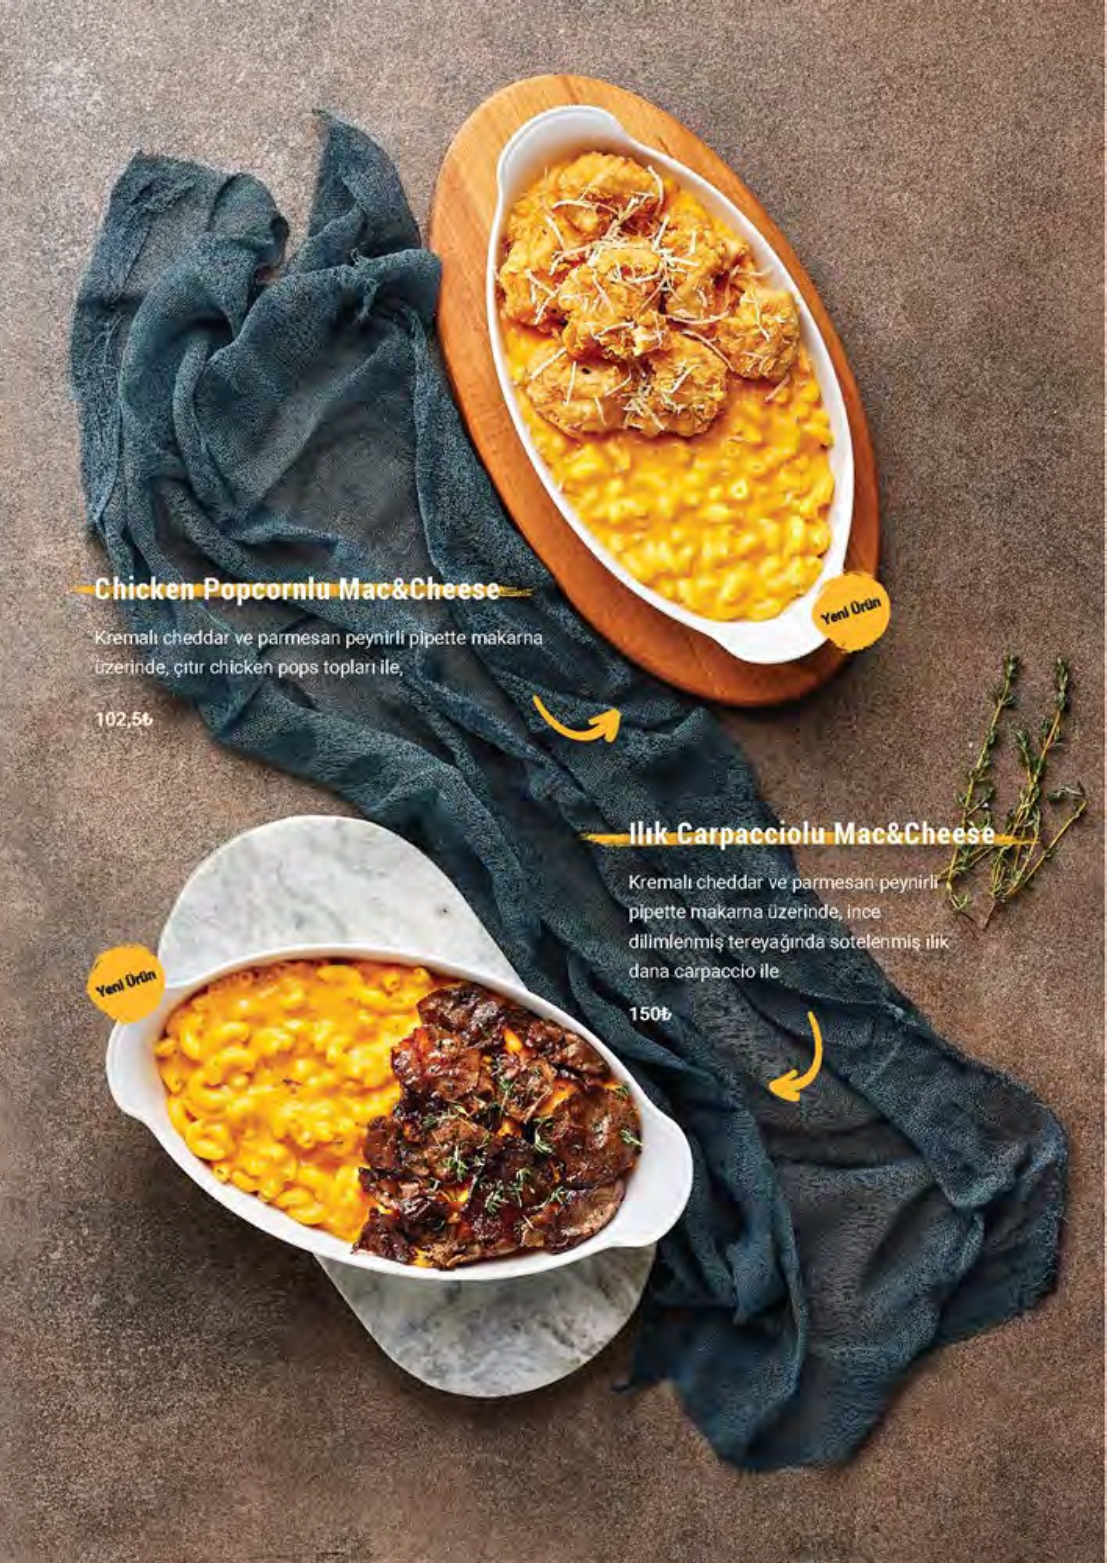 Chicken Popcornlu Mac&Cheese
Kremalı cheddar ve parmesan peynirli pipette makarna
üzerinde, çıtır chicken pops topları ile,
102,5₺
Yeni Ürün
Ilık Carpacciolu Mac&Cheese
Kremalı cheddar ve parmesan peynirli
pipette makarna üzerinde, ince
dilimlenmiş tereyağında sotelenmiş ılık
dana carpaccio ile
150₺
Yeni Ürün